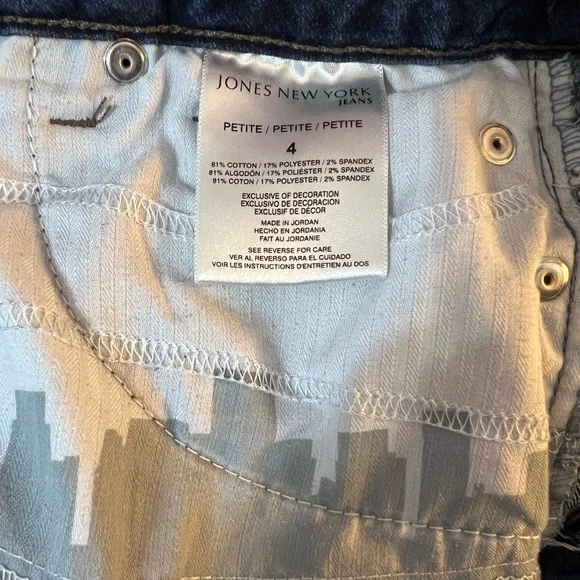 JONES NEW YORK
JEANS
PETITE / PETITE / PETITE
4
81% COTTON / 17% POLYESTER / 2% SPANDEX
81% ALGODÓN / 17% POLIÉSTER / 2% SPANDEX
81% COTON / 17% POLYESTER / 2% SPANDEX
EXCLUSIVE OF DECORATION
EXCLUSIVO DE DECORACION
EXCLUSIF DE DÉCOR
MADE IN JORDAN
HECHO EN JORDANIA
FAIT AU JORDANIE
SEE REVERSE FOR CARE
VER AL REVERSO PARA EL CUIDADO
VOIR LES INSTRUCTIONS D'ENTRETIEN AU DOS